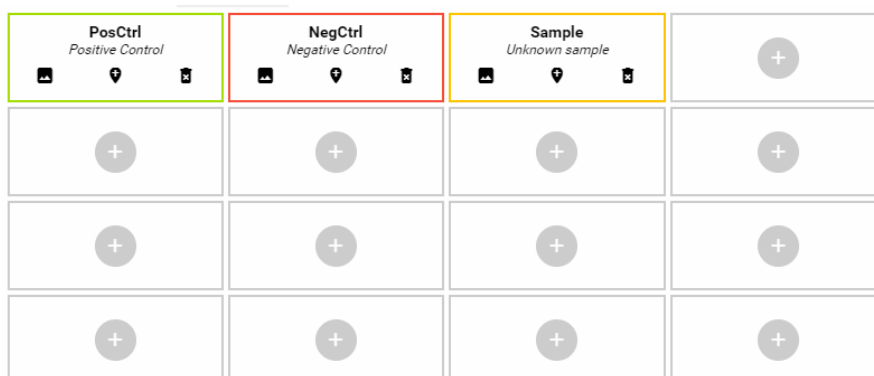 PosCtrl
Positive Control
NegCtrl
Negative Control
Sample
Unknown sample